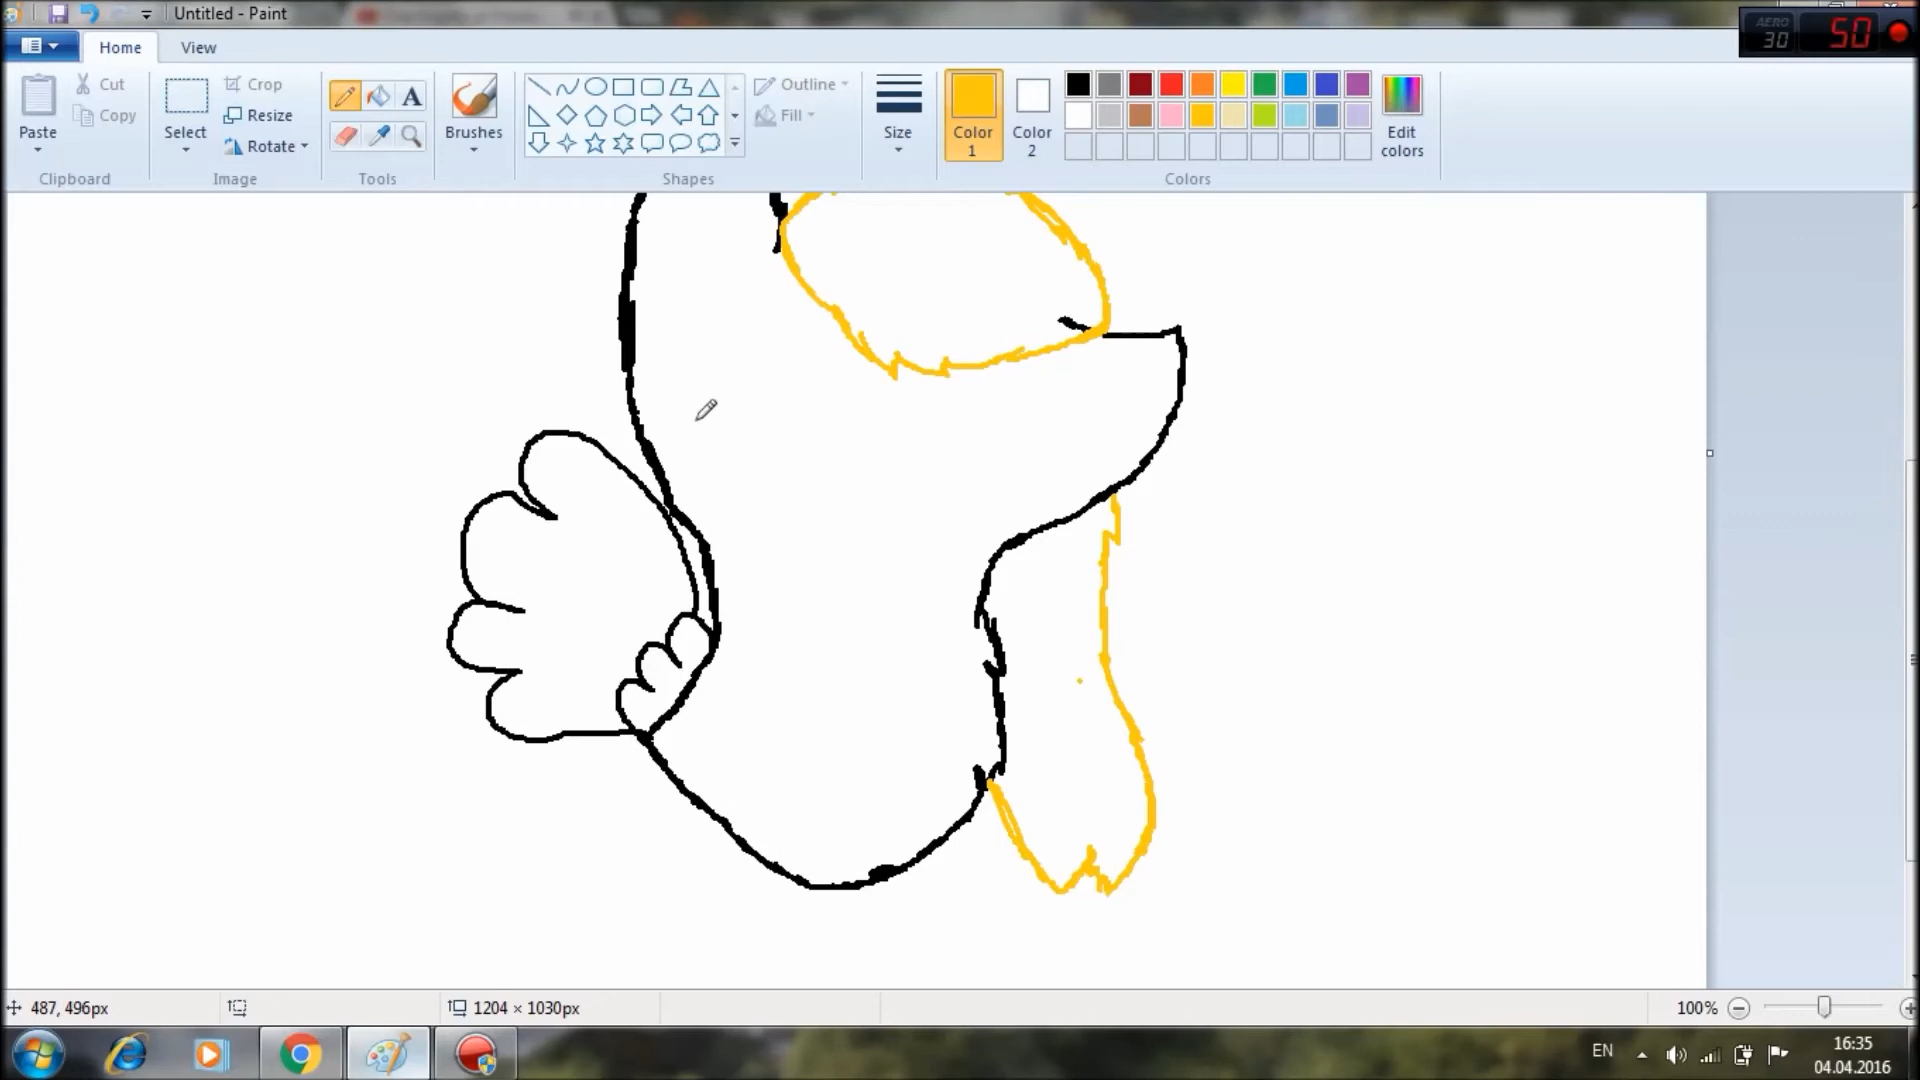 Untitled - Paint
AERO
30
50
Home View
Paste
Cut
Copy
Clipboard
Select
Crop
Resize
Rotate
Image
A
Tools
Brushes
Shapes
Outline
Fill
Size
Color
1
Color
2
Edit
colors
Colors
487, 496px
1204 × 1030px
100%
EN
16:35
04.04.2016